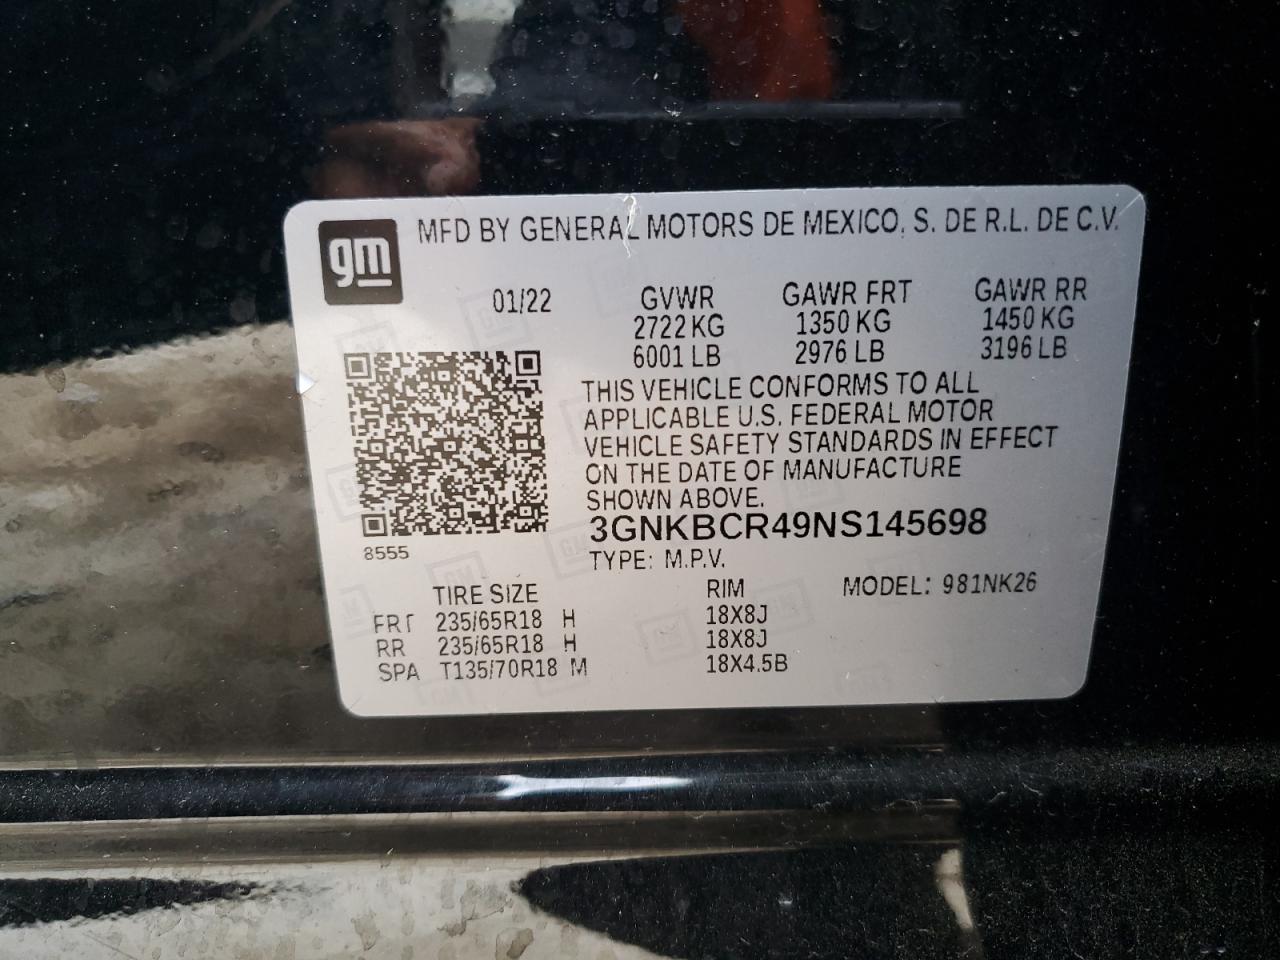 gm
MFD BY GENERAL MOTORS DE MEXICO, S. DE R.L. DE C.V.
01/22
GVWR GAWR FRT GAWR RR
2722 KG 1350 KG 1450 KG
6001 LB 2976 LB 3196 LB
THIS VEHICLE CONFORMS TO ALL
APPLICABLE U.S. FEDERAL MOTOR
VEHICLE SAFETY STANDARDS IN EFFECT
ON THE DATE OF MANUFACTURE
SHOWN ABOVE.
3GNKBCR49NS145698
8555
TYPE: M.P.V.
TIRE SIZE RIM MODEL: 981NK26
FRT 235/65R18 H 18X8J
RR 235/65R18 H 18X8J
SPA T135/70R18 M 18X4.5B